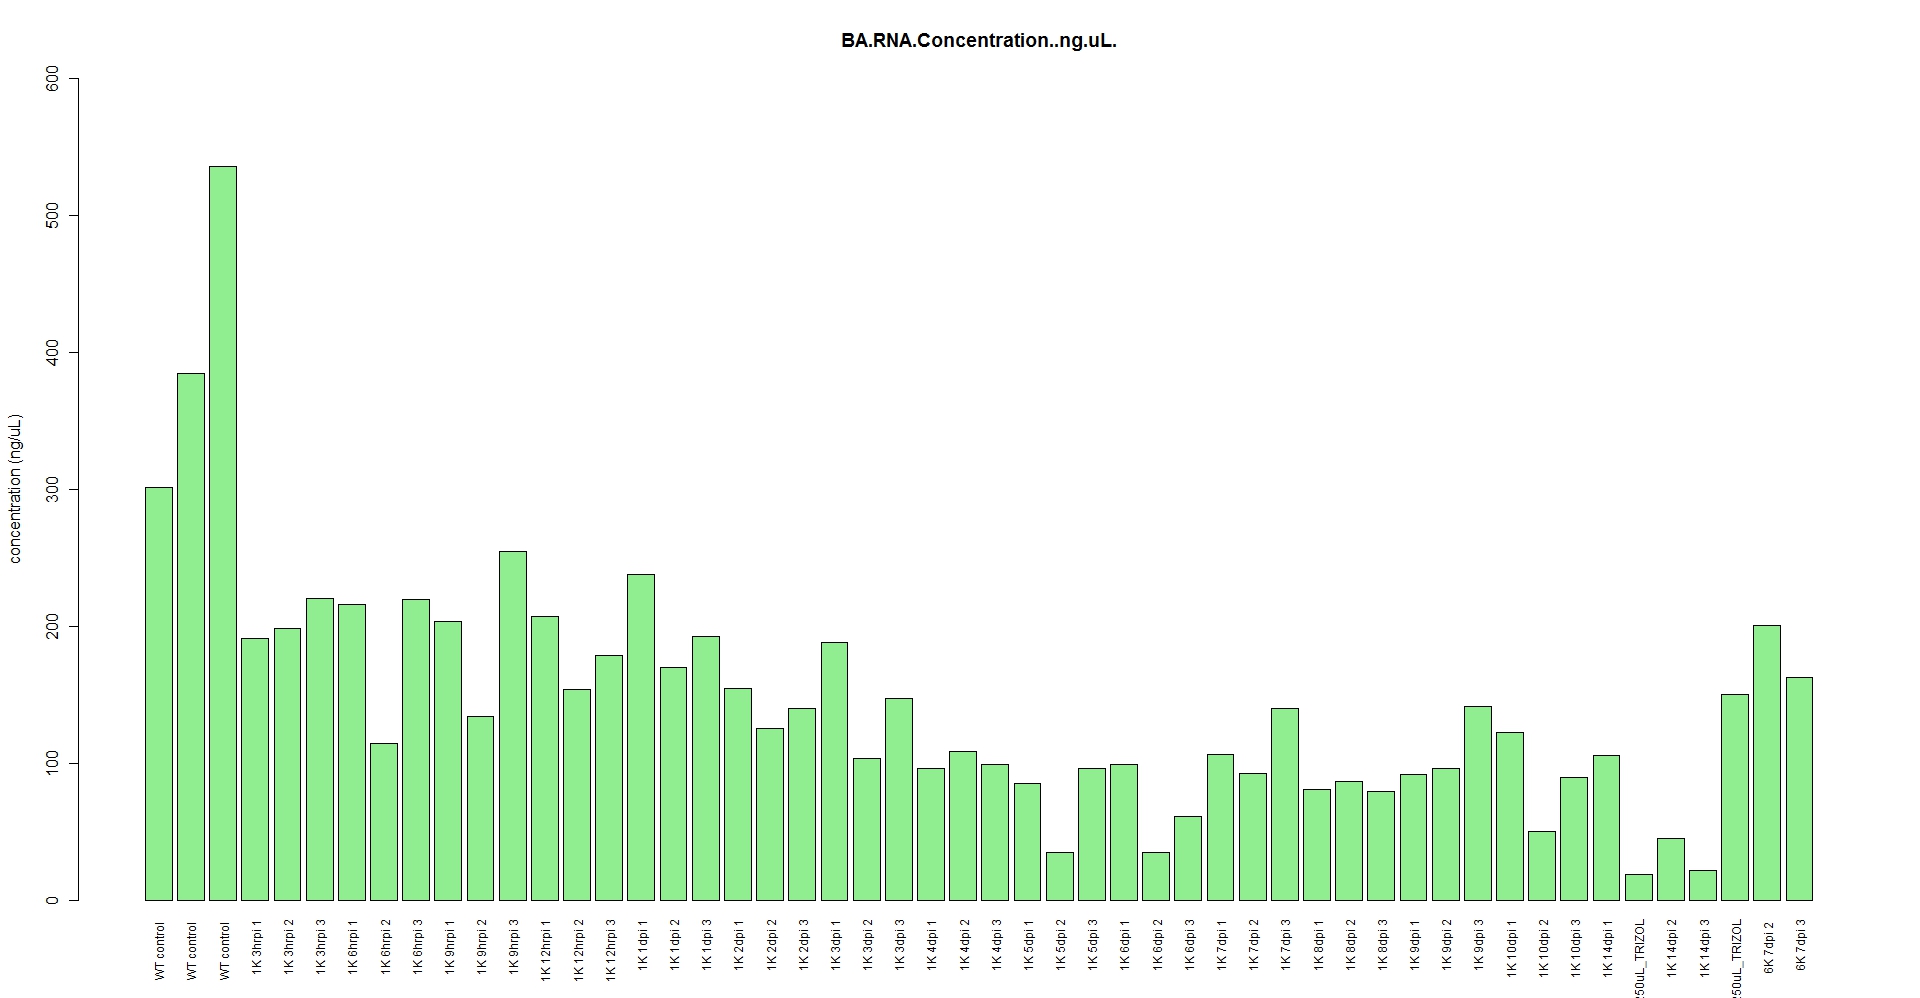 BA.RNA.Concentration..ng.uL.
concentration (ng/uL)
600
500
400
300
200
100
0
WT control
WT control
WT control
1K 3hrpi 1
1K 3hrpi 2
1K 3hrpi 3
1K 6hrpi 1
1K 6hrpi 2
1K 6hrpi 3
1K 9hrpi 1
1K 9hrpi 2
1K 9hrpi 3
1K 12hrpi 1
1K 12hrpi 2
1K 12hrpi 3
1K 1dpi 1
1K 1dpi 2
1K 1dpi 3
1K 2dpi 1
1K 2dpi 2
1K 2dpi 3
1K 3dpi 1
1K 3dpi 2
1K 3dpi 3
1K 4dpi 1
1K 4dpi 2
1K 4dpi 3
1K 5dpi 1
1K 5dpi 2
1K 5dpi 3
1K 6dpi 1
1K 6dpi 2
1K 6dpi 3
1K 7dpi 1
1K 7dpi 2
1K 7dpi 3
1K 8dpi 1
1K 8dpi 2
1K 8dpi 3
1K 9dpi 1
1K 9dpi 2
1K 9dpi 3
1K 10dpi 1
1K 10dpi 2
1K 10dpi 3
1K 14dpi 1
250uL_TRIZOL
1K 14dpi 2
1K 14dpi 3
250uL_TRIZOL
6K 7dpi 2
6K 7dpi 3